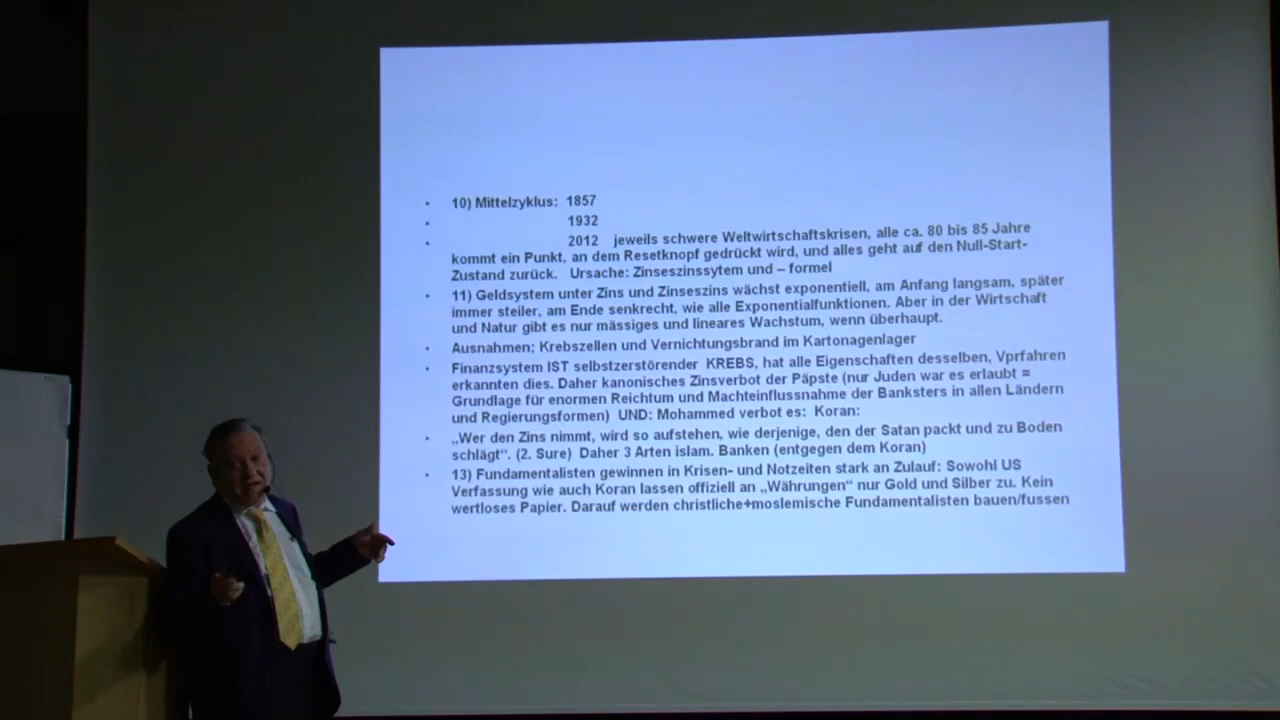 • 10) Mittelzyklus: 1857
• 1932
• 2012 jeweils schwere Weltwirtschaftskrisen, alle ca. 80 bis 85 Jahre
kommt ein Punkt, an dem Resetknopf gedrückt wird, und alles geht auf den Null-Start-
Zustand zurück. Ursache: Zinseszinssytem und – formel
• 11) Geldsystem unter Zins und Zinseszins wächst exponentiell, am Anfang langsam, später
immer steiler, am Ende senkrecht, wie alle Exponentialfunktionen. Aber in der Wirtschaft
und Natur gibt es nur mässiges und lineares Wachstum, wenn überhaupt.
• Ausnahmen; Krebszellen und Vernichtungsbrand im Kartonagenlager
• Finanzsystem IST selbstzerstörender KREBS, hat alle Eigenschaften desselben, Vprfahren
erkannten dies. Daher kanonisches Zinsverbot der Päpste (nur Juden war es erlaubt =
Grundlage für enormen Reichtum und Machteinflussnahme der Banksters in allen Ländern
und Regierungsformen) UND: Mohammed verbot es: Koran:
• „Wer den Zins nimmt, wird so aufstehen, wie derjenige, den der Satan packt und zu Boden
schlägt“. (2. Sure) Daher 3 Arten islam. Banken (entgegen dem Koran)
• 13) Fundamentalisten gewinnen in Krisen- und Notzeiten stark an Zulauf: Sowohl US
Verfassung wie auch Koran lassen offiziell an „Währungen“ nur Gold und Silber zu. Kein
wertloses Papier. Darauf werden christliche+moslemische Fundamentalisten bauen/fussen